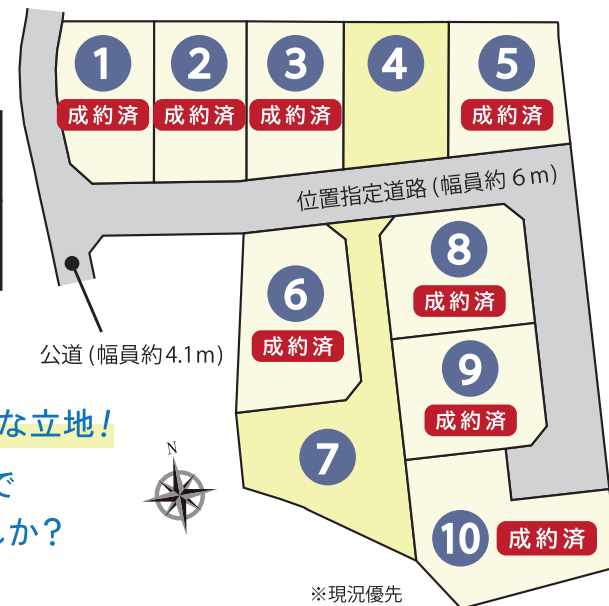 1
成約済
2
成約済
3
成約済
4
5
成約済
位置指定道路(幅員約6m)
6
成約済
8
成約済
公道(幅員約4.1m)
9
成約済
な立地!
7
N
で
か?
10
成約済
※現況優先